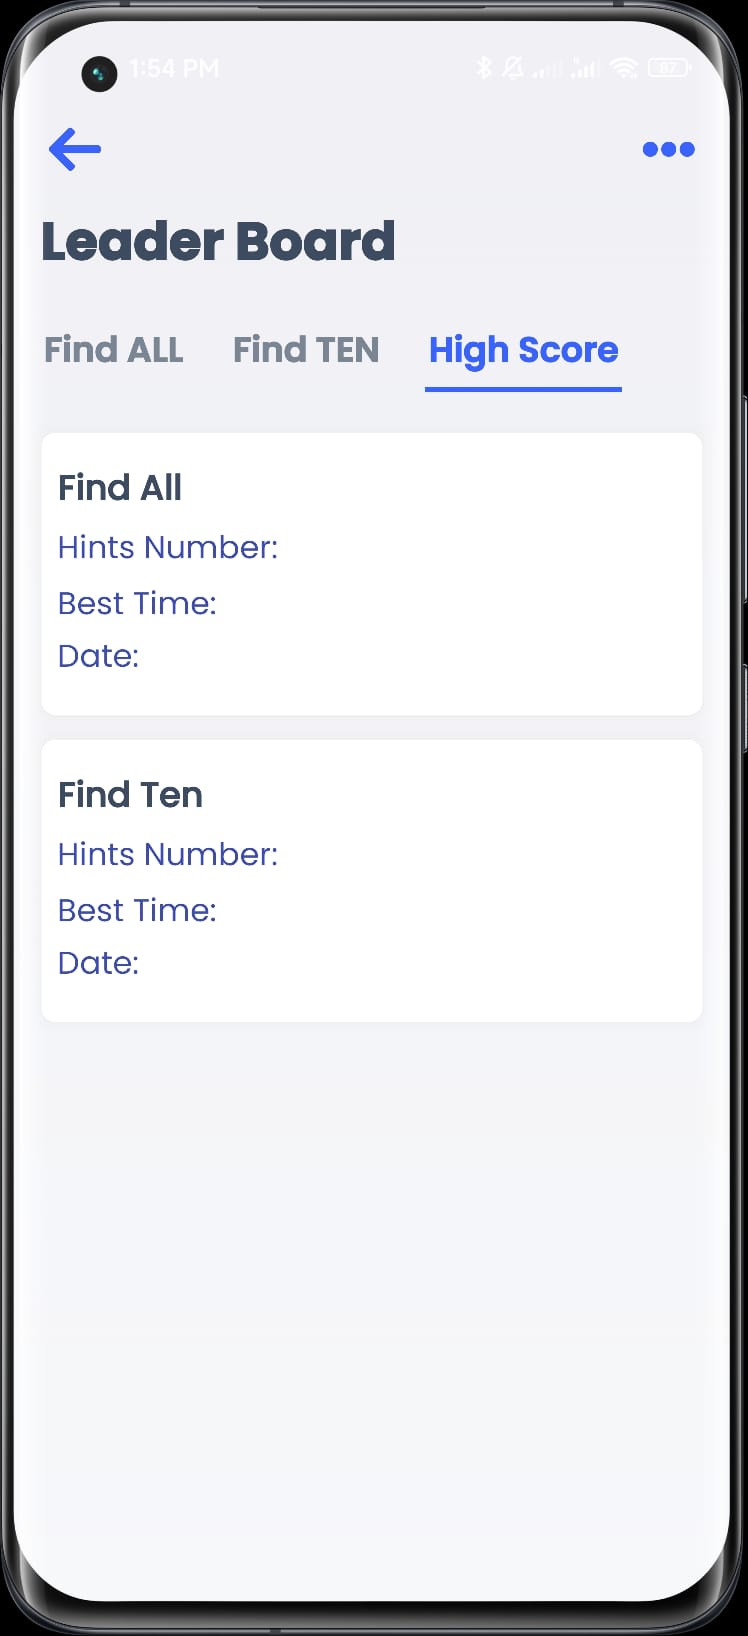 1:54 PM 87
Leader Board
Find ALL Find TEN High Score
Find All
Hints Number:
Best Time:
Date:
Find Ten
Hints Number:
Best Time:
Date: